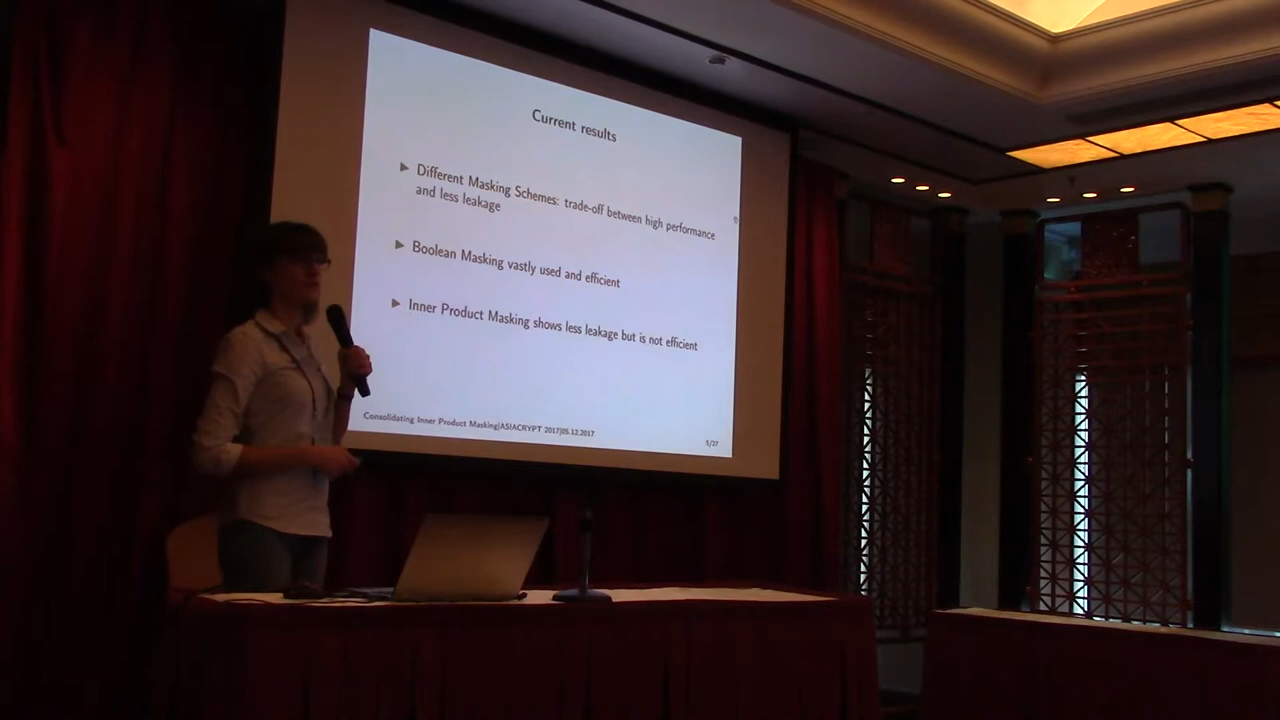 Current results
▶ Different Masking Schemes: trade-off between high performance
and less leakage
▶ Boolean Masking vastly used and efficient
▶ Inner Product Masking shows less leakage but is not efficient
Consolidating Inner Product Masking|ASIACRYPT 2017|05.12.2017
5/27